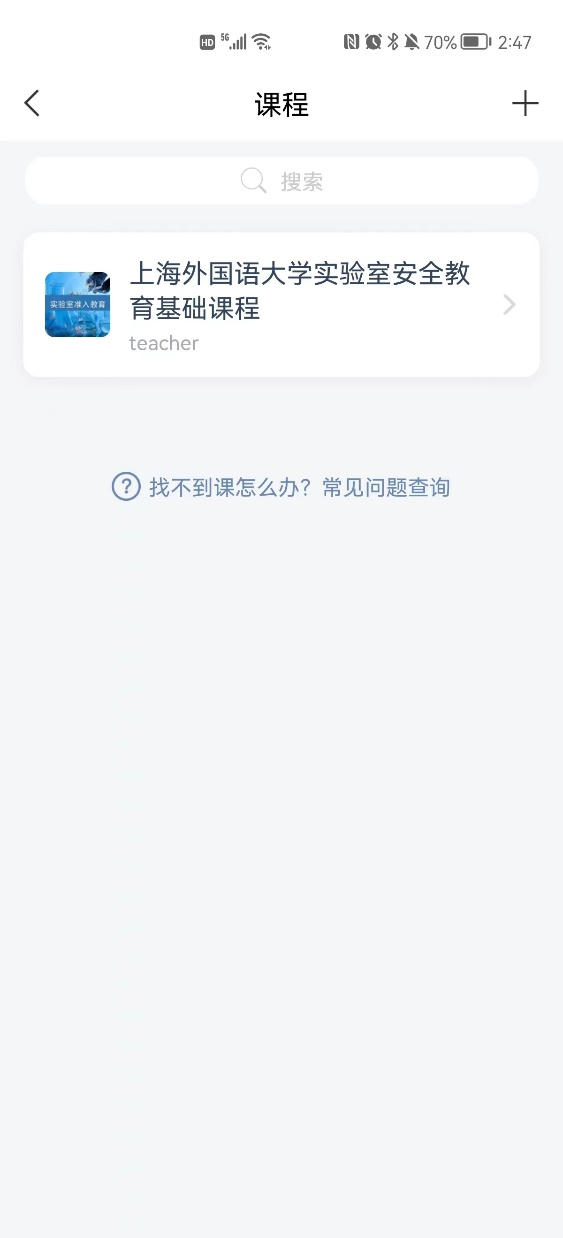 HD 5G 70% 2:47
课程
搜索
上海外国语大学实验室安全教
育基础课程
实验室准入教育
teacher
找不到课怎么办？常见问题查询